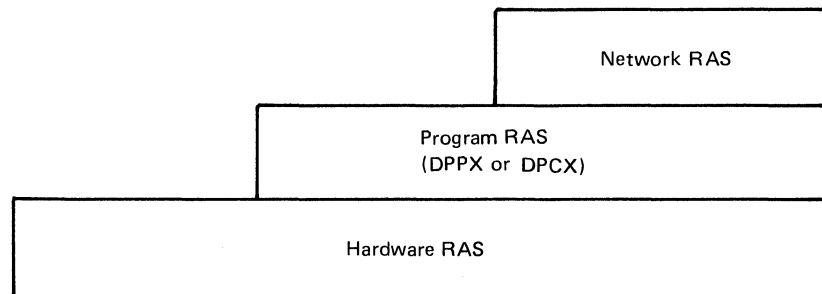 Network RAS
Program RAS
(DPPX or DPCX)
Hardware RAS